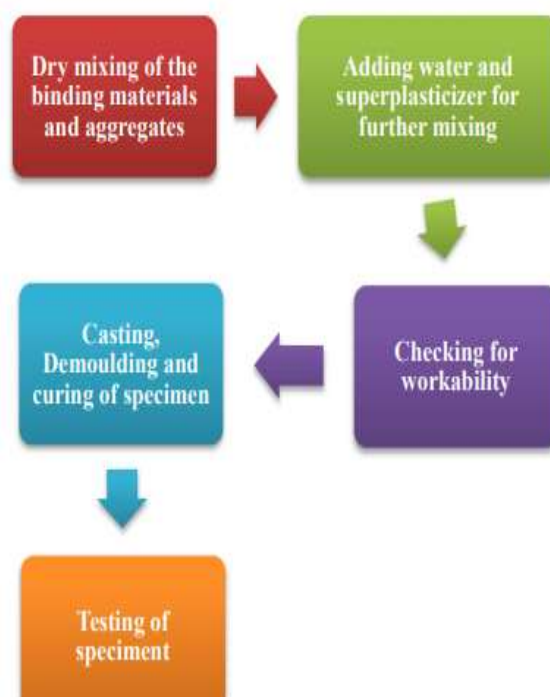 Dry mixing of the
binding materials
and aggregates
Adding water and
superplasticizer for
further mixing
Checking for
workability
Casting,
Demoulding and
curing of specimen
Testing of
speciment